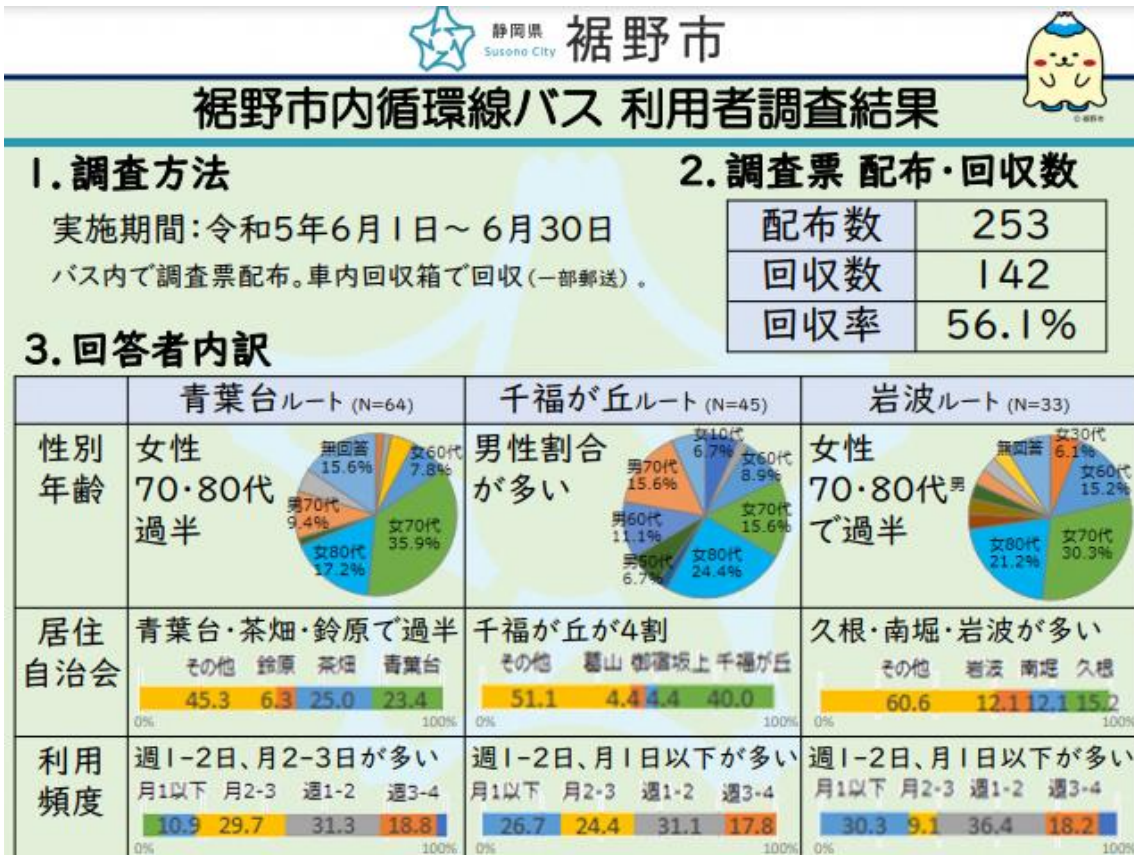 静岡県
Susono City
裾野市
裾野市内循環線バス 利用者調査結果
1.調査方法
実施期間:令和5年6月1日～6月30日
バス内で調査票配布。車内回収箱で回収(一部郵送)。
2.調査票 配布・回収数
配布数 253
回収数 142
回収率 56.1%
3.回答者内訳
青葉台ルート (N=64) 千福が丘ルート (N=45) 岩波ルート (N=33)
性別
年齢
女性
70・80代
過半
無回答
15.6%
女60代
7.8%
男70代
9.4%
女80代
17.2%
女70代
35.9%
男性割合
が多い
女10代
6.7%
女60代
8.9%
男70代
15.6%
女70代
15.6%
男60代
11.1%
男50代
6.7%
女80代
24.4%
女性
70・80代
で過半
男
無回答
女30代
6.1%
女60代
15.2%
女80代
21.2%
女70代
30.3%
居住
自治会
青葉台・茶畑・鈴原で過半
その他 鈴原 茶畑 青葉台
45.3 6.3 25.0 23.4
0% 100%
千福が丘が4割
その他 葛山 御宿坂上 千福が丘
51.1 4.4 4.4 40.0
0% 100%
久根・南堀・岩波が多い
その他 岩波 南堀 久根
60.6 12.1 12.1 15.2
0% 100%
利用
頻度
週1-2日、月2-3日が多い
月1以下 月2-3 週1-2 週3-4
10.9 29.7 31.3 18.8
0% 100%
週1-2日、月1日以下が多い
月1以下 月2-3 週1-2 週3-4
26.7 24.4 31.1 17.8
0% 100%
週1-2日、月1日以下が多い
月1以下 月2-3 週1-2 週3-4
30.3 9.1 36.4 18.2
0% 100%